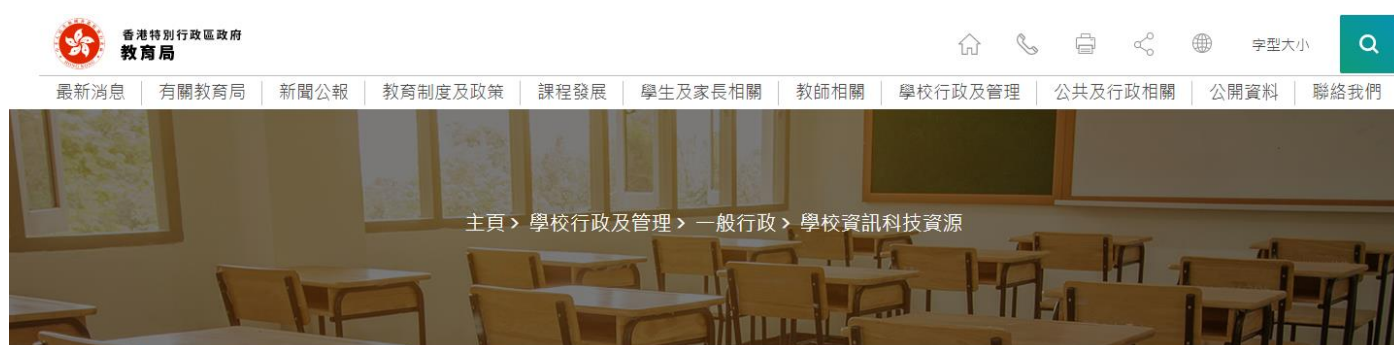 香港特別行政區政府
教育局
字型大小
最新消息 有關教育局 新聞公報 教育制度及政策 課程發展 學生及家長相關 教師相關 學校行政及管理 公共及行政相關 公開資料 聯絡我們
主頁> 學校行政及管理> 一般行政> 學校資訊科技資源